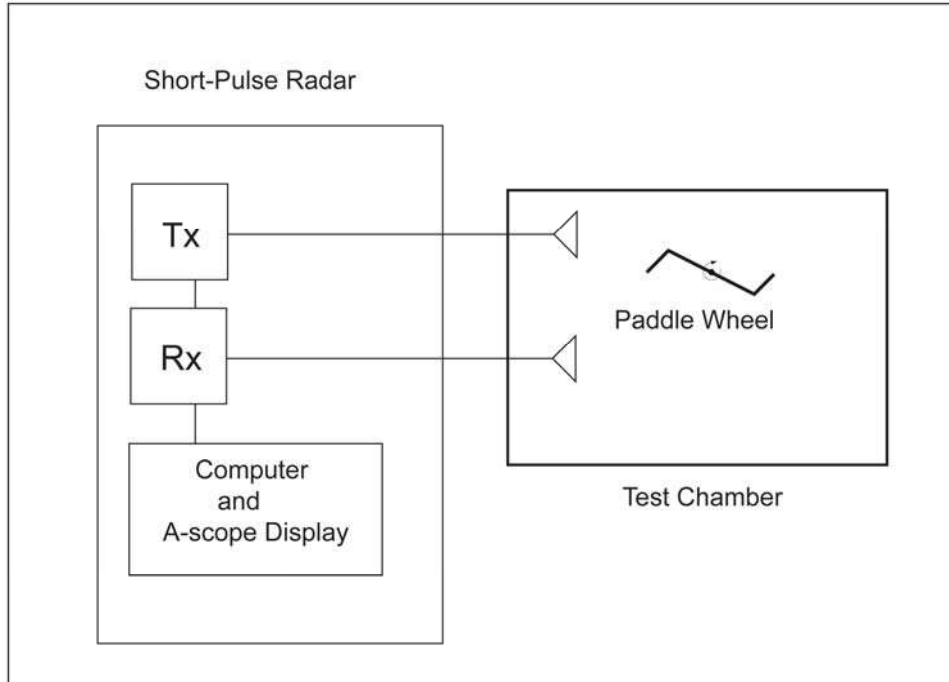 Short-Pulse Radar
Tx
Rx
Computer
and
A-scope Display
Paddle Wheel
Test Chamber